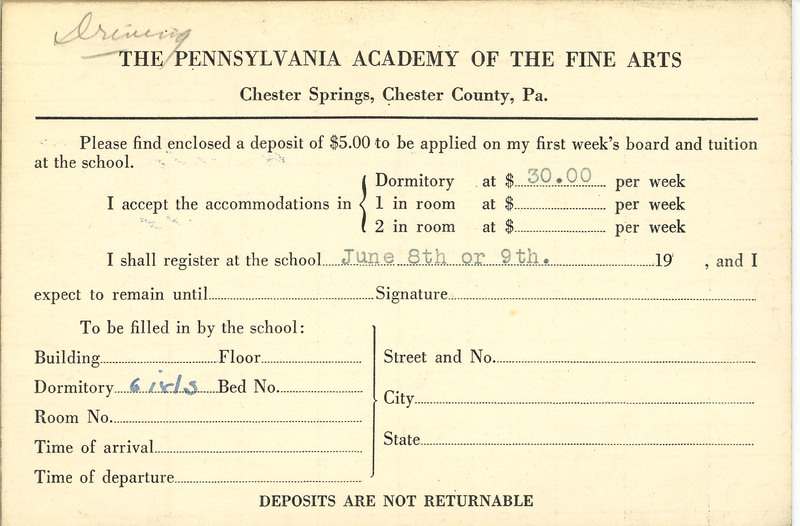 Driving
THE PENNSYLVANIA ACADEMY OF THE FINE ARTS
Chester Springs, Chester County, Pa.
Please find enclosed a deposit of $5.00 to be applied on my first week's board and tuition
at the school.
I accept the accommodations in { Dormitory at $ 30.00 per week
1 in room at $ per week
2 in room at $ per week
I shall register at the school June 8th or 9th. 19 , and I
expect to remain until Signature
To be filled in by the school:
Building Floor
Dormitory Girls Bed No.
Room No.
Time of arrival
Time of departure
Street and No.
City
State
DEPOSITS ARE NOT RETURNABLE